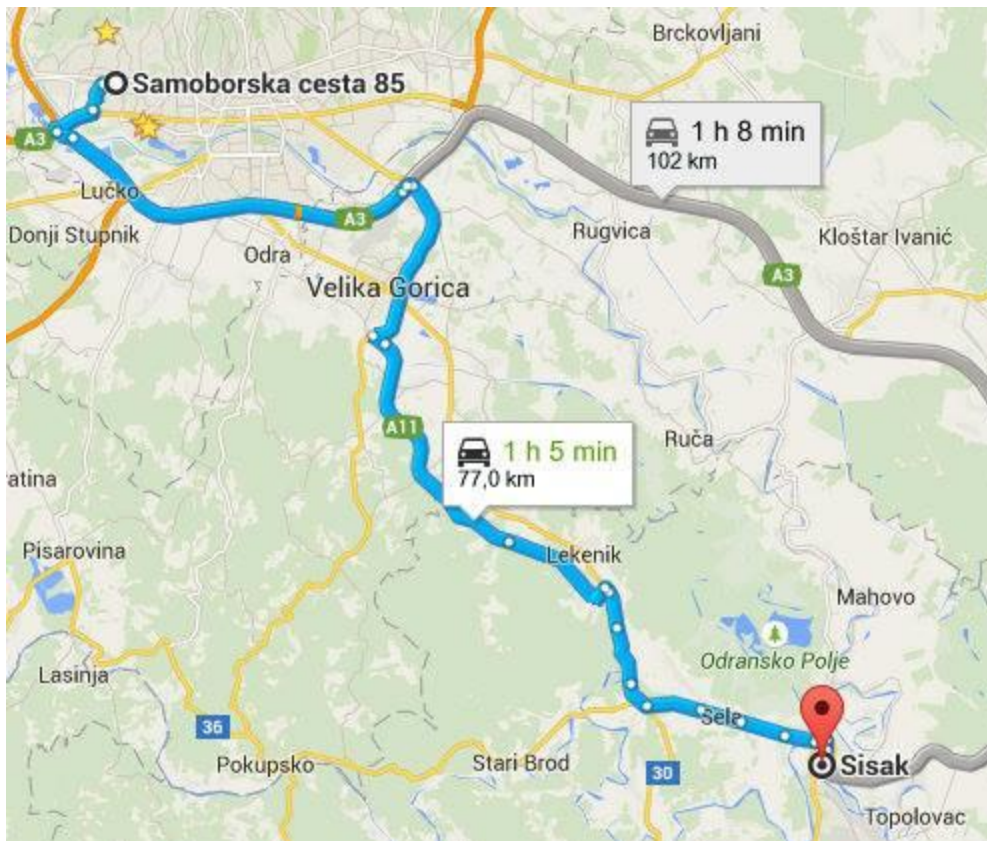 Brckovljani
Samoborska cesta 85
1 h 8 min
102 km
A3
Lučko
A3
Rugvica
Donji Stupnik
Kloštar Ivanić
Odra
A3
Velika Gorica
A11
Ruča
1 h 5 min
77,0 km
atina
Pisarovina
Lekenik
Mahovo
Odransko Polje
Lasinja
Sela
36
Pokupsko
Stari Brod
30
Sisak
Topolovac